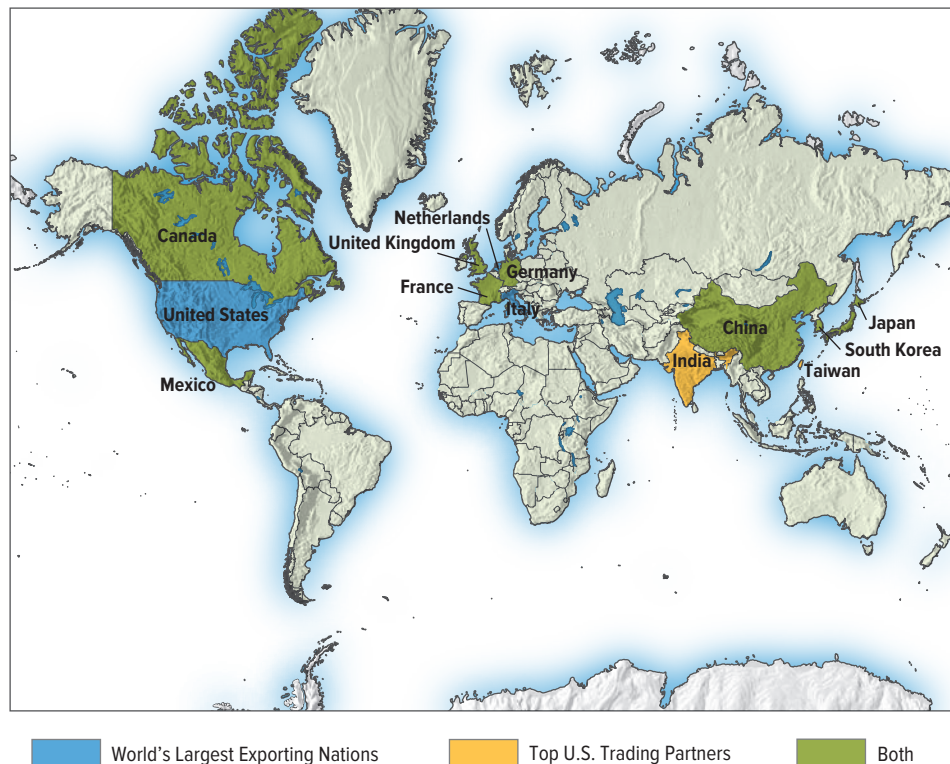 Netherlands
United Kingdom
Canada
Germany
France
United States
Italy
China
Japan
South Korea
India
Taiwan
Mexico
World's Largest Exporting Nations
Top U.S. Trading Partners
Both